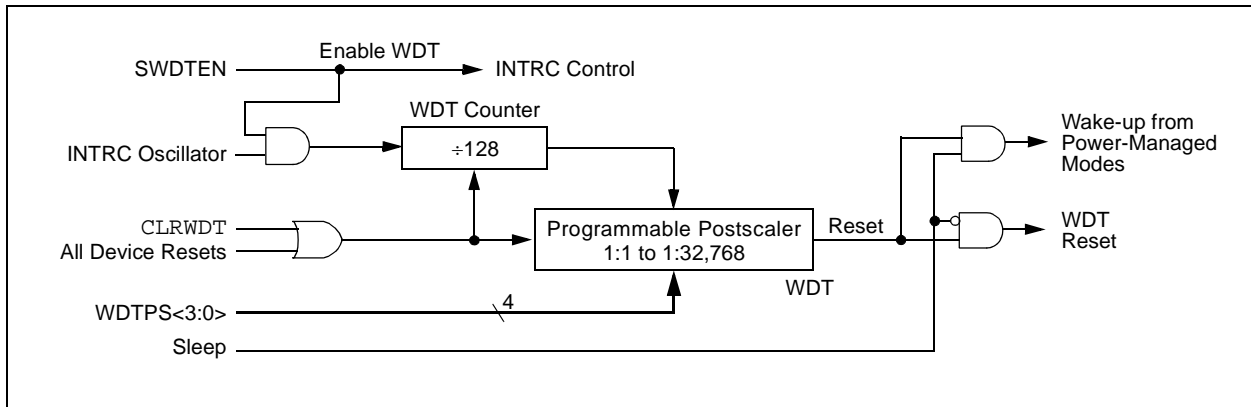 Enable WDT
SWDTEN
INTRC Control
WDT Counter
INTRC Oscillator
÷128
Wake-up from
Power-Managed
Modes
CLRWDT
All Device Resets
Programmable Postscaler
1:1 to 1:32,768
Reset
WDT
Reset
WDT
WDTPS<3:0>
4
Sleep